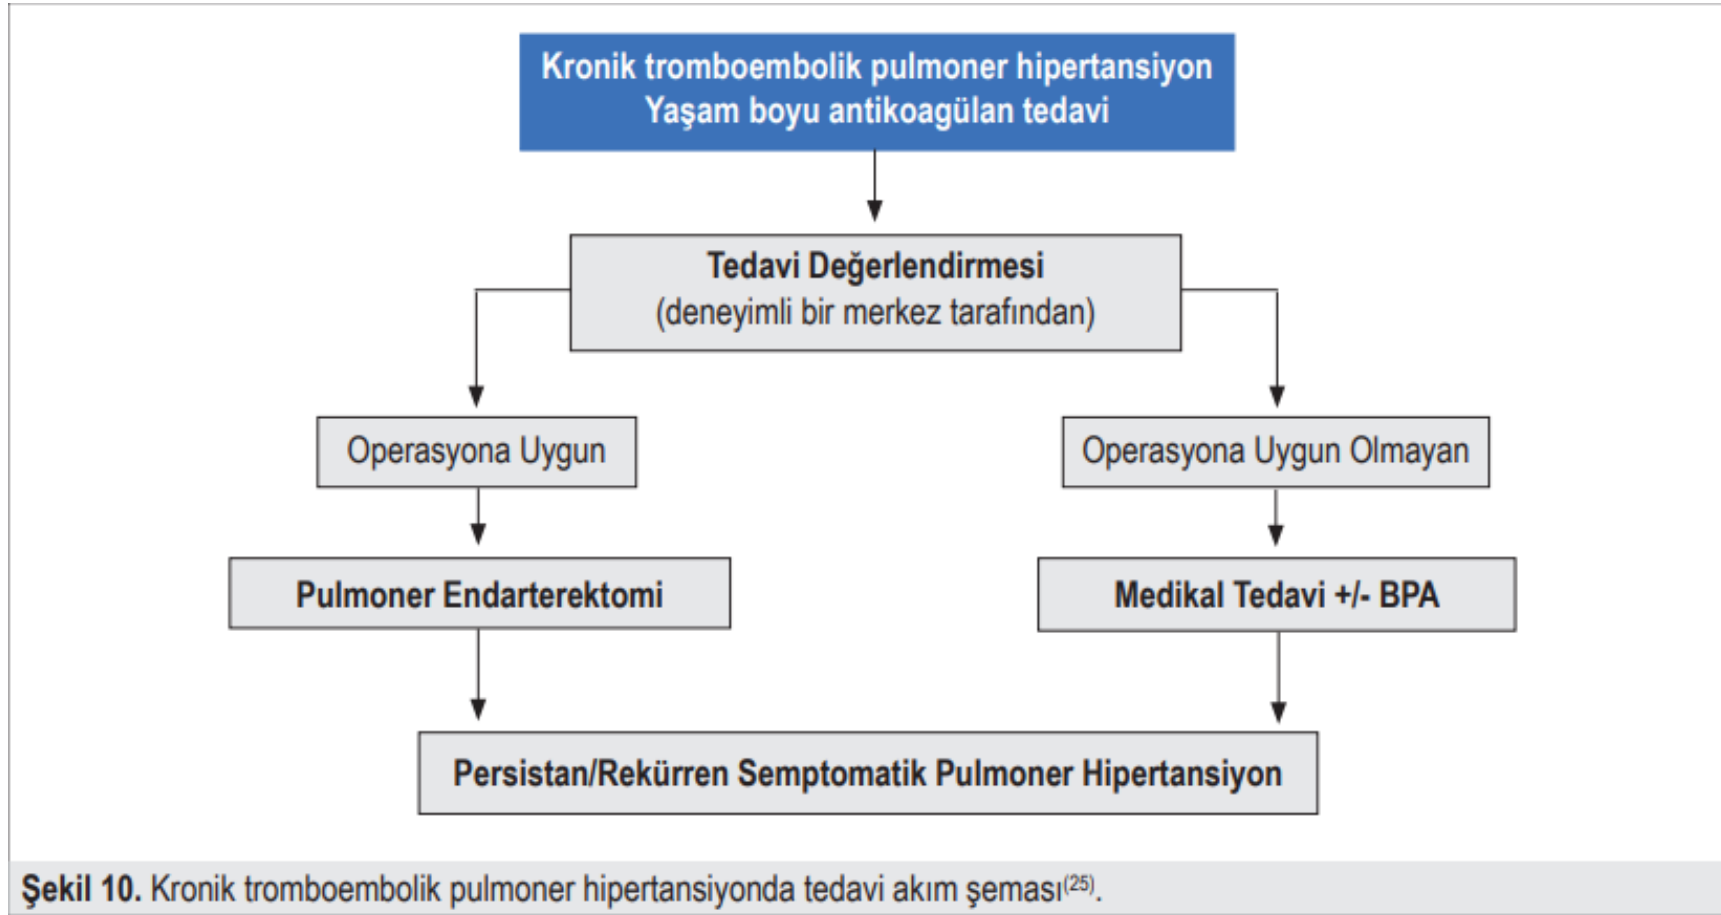 Kronik tromboembolik pulmoner hipertansiyon
Yaşam boyu antikoagülan tedavi
Tedavi Değerlendirmesi
(deneyimli bir merkez tarafından)
Operasyona Uygun
Operasyona Uygun Olmayan
Pulmoner Endarterektomi
Medikal Tedavi +/- BPA
Persistan/Rekürren Semptomatik Pulmoner Hipertansiyon
Şekil 10. Kronik tromboembolik pulmoner hipertansiyonda tedavi akım şeması(25).